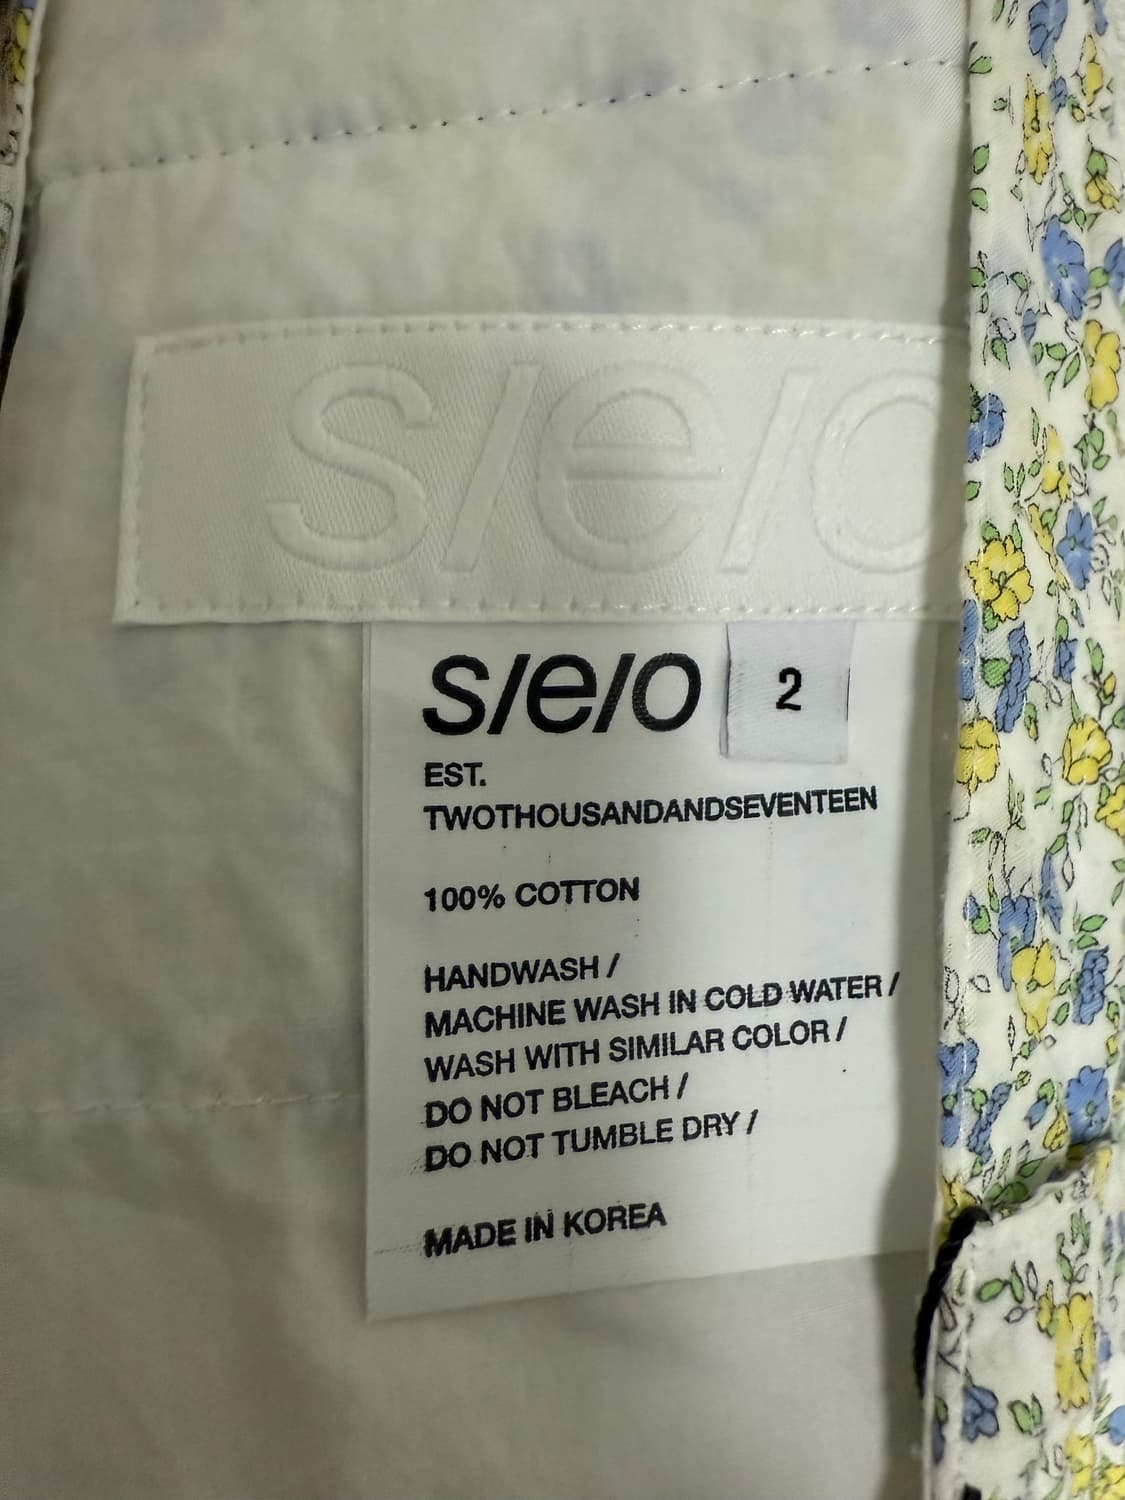 s/e/o
s/e/o 2
EST.
TWOTHOUSANDANDSEVENTEEN
100% COTTON
HANDWASH /
MACHINE WASH IN COLD WATER /
WASH WITH SIMILAR COLOR /
DO NOT BLEACH /
DO NOT TUMBLE DRY /
MADE IN KOREA